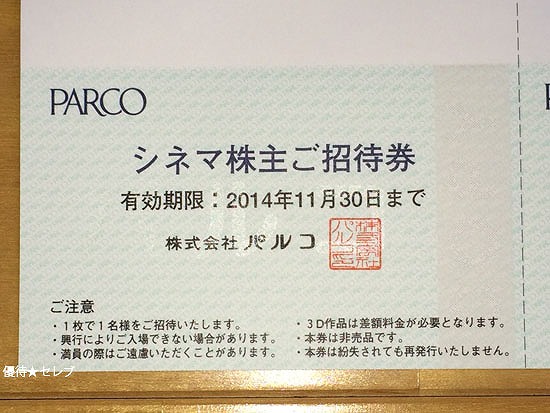 PARCO
シネマ株主ご招待券
有効期限：2014年11月30日まで
株式会社 パルコ
ご注意
・1枚で1名様をご招待いたします。
・興行によりご入場できない場合があります。
・満員の際はご遠慮いただくことがあります。
・3D作品は差額料金が必要となります。
・本券は非売品です。
・本券は紛失されても再発行いたしません。
優待★セレブ